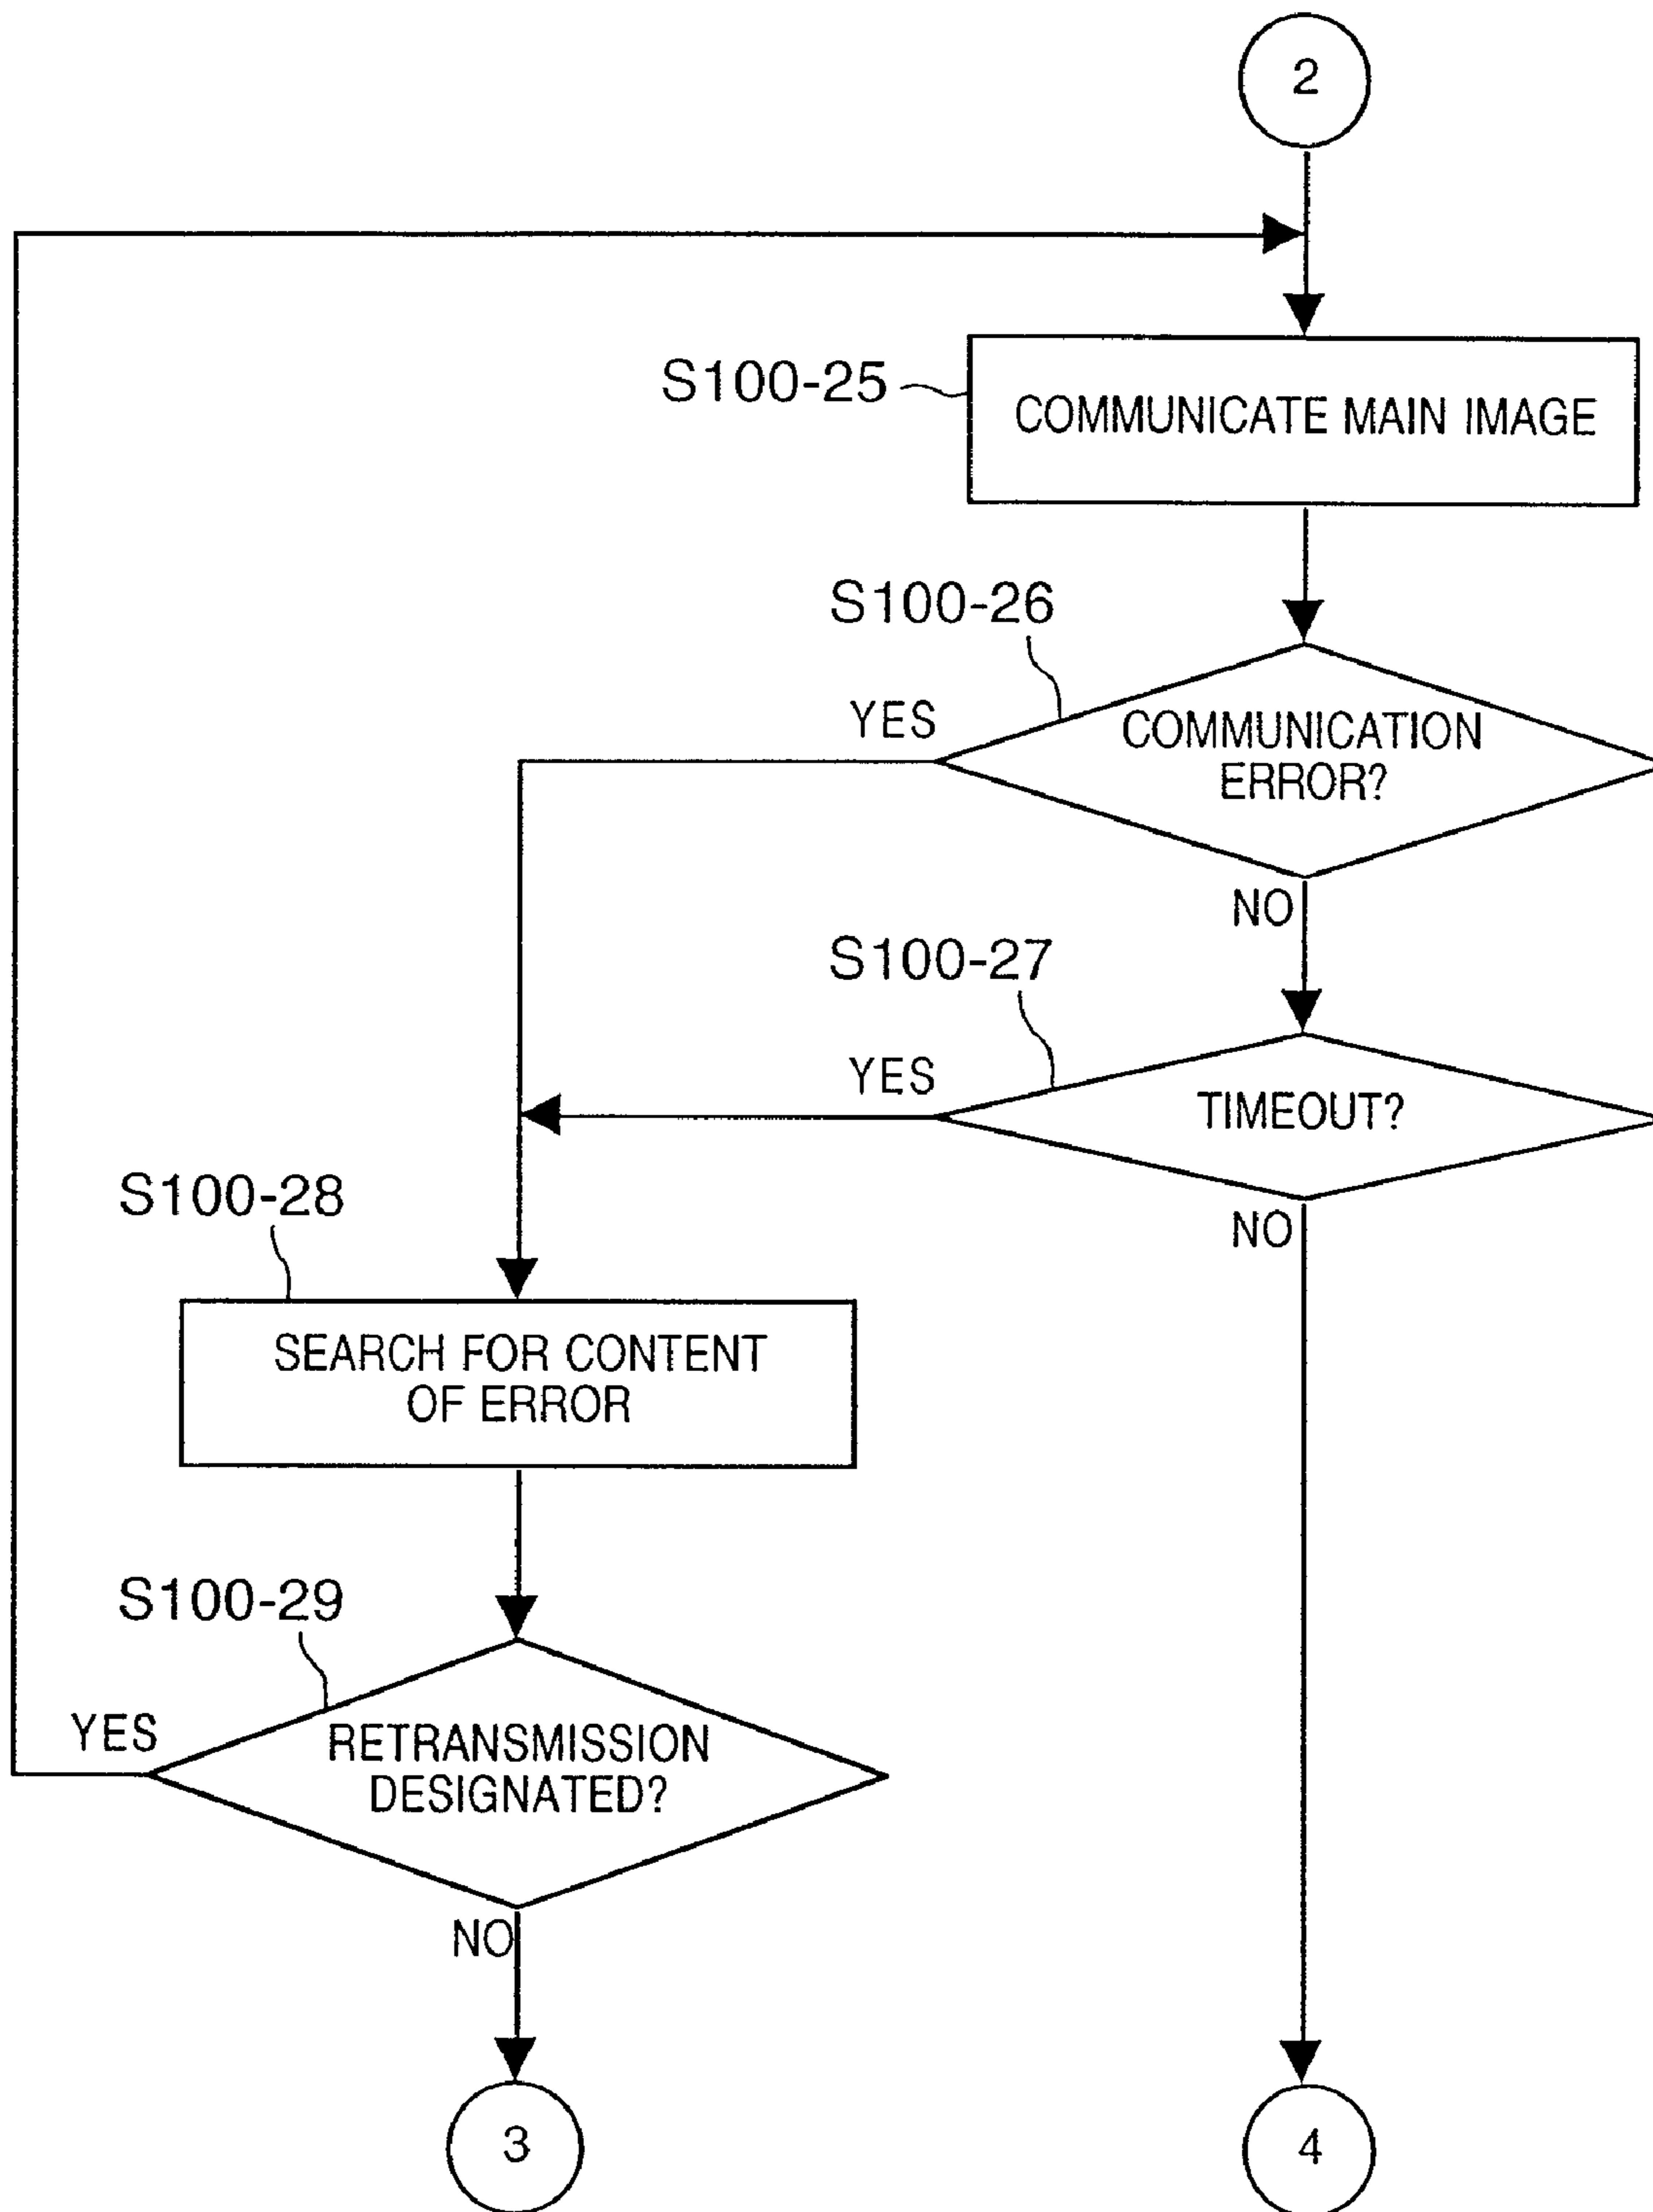 2
S100-25
COMMUNICATE MAIN IMAGE
S100-26
YES
COMMUNICATION
ERROR?
NO
S100-27
YES
TIMEOUT?
NO
S100-28
SEARCH FOR CONTENT
OF ERROR
S100-29
YES
RETRANSMISSION
DESIGNATED?
NO
3
4